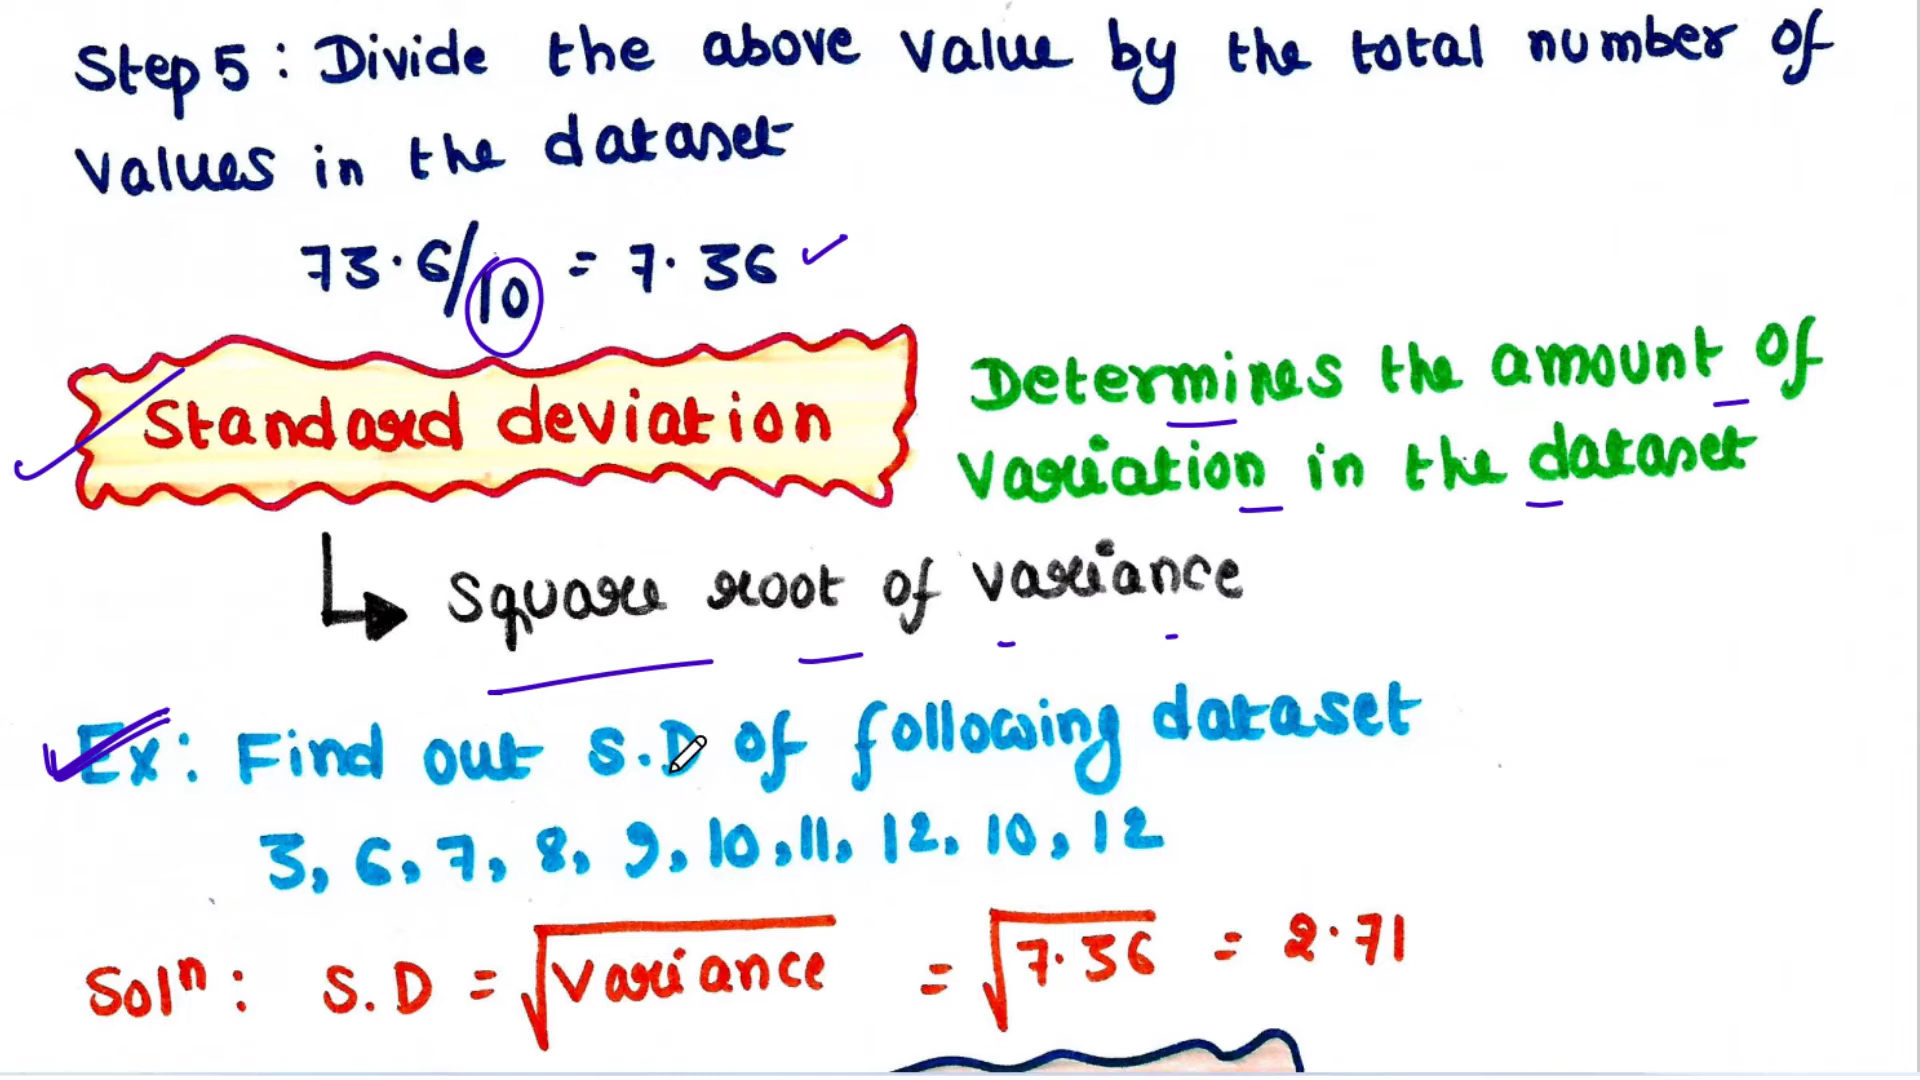 Step 5 : Divide the above value by the total number of
values in the dataset
73.6/10 = 7.36
Standard deviation
Determines the amount of
variation in the dataset
Square root of variance
Ex: Find out S.D of following dataset
3, 6, 7, 8, 9, 10, 11, 12, 10, 12
Solⁿ : S.D = √variance = √7.36 = 2.71